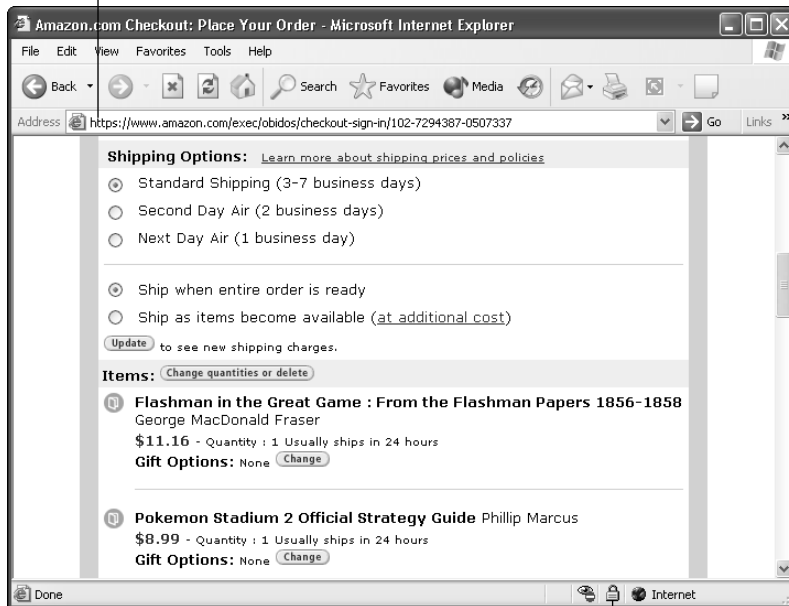 Amazon.com Checkout: Place Your Order - Microsoft Internet Explorer
File Edit View Favorites Tools Help
Back Search Favorites Media
Address https://www.amazon.com/exec/obidos/checkout-sign-in/102-7294387-0507337 Go Links »
Shipping Options: Learn more about shipping prices and policies
Standard Shipping (3-7 business days)
Second Day Air (2 business days)
Next Day Air (1 business day)
Ship when entire order is ready
Ship as items become available (at additional cost)
Update to see new shipping charges.
Items: Change quantities or delete
Flashman in the Great Game : From the Flashman Papers 1856-1858
George MacDonald Fraser
$11.16 - Quantity : 1 Usually ships in 24 hours
Gift Options: None Change
Pokemon Stadium 2 Official Strategy Guide Phillip Marcus
$8.99 - Quantity : 1 Usually ships in 24 hours
Gift Options: None Change
Done Internet